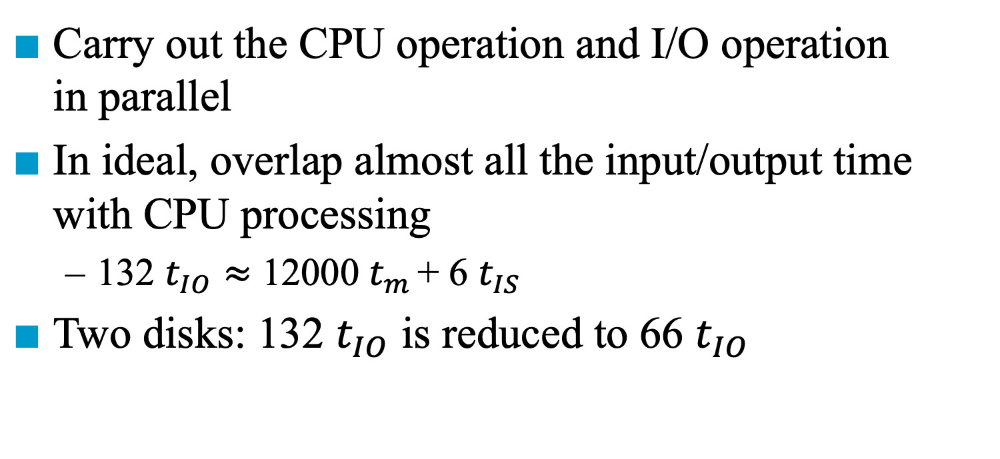 Carry out the CPU operation and I/O operation
in parallel
In ideal, overlap almost all the input/output time
with CPU processing
– 132 t_{IO} ≈ 12000 t_m + 6 t_{IS}
Two disks: 132 t_{IO} is reduced to 66 t_{IO}